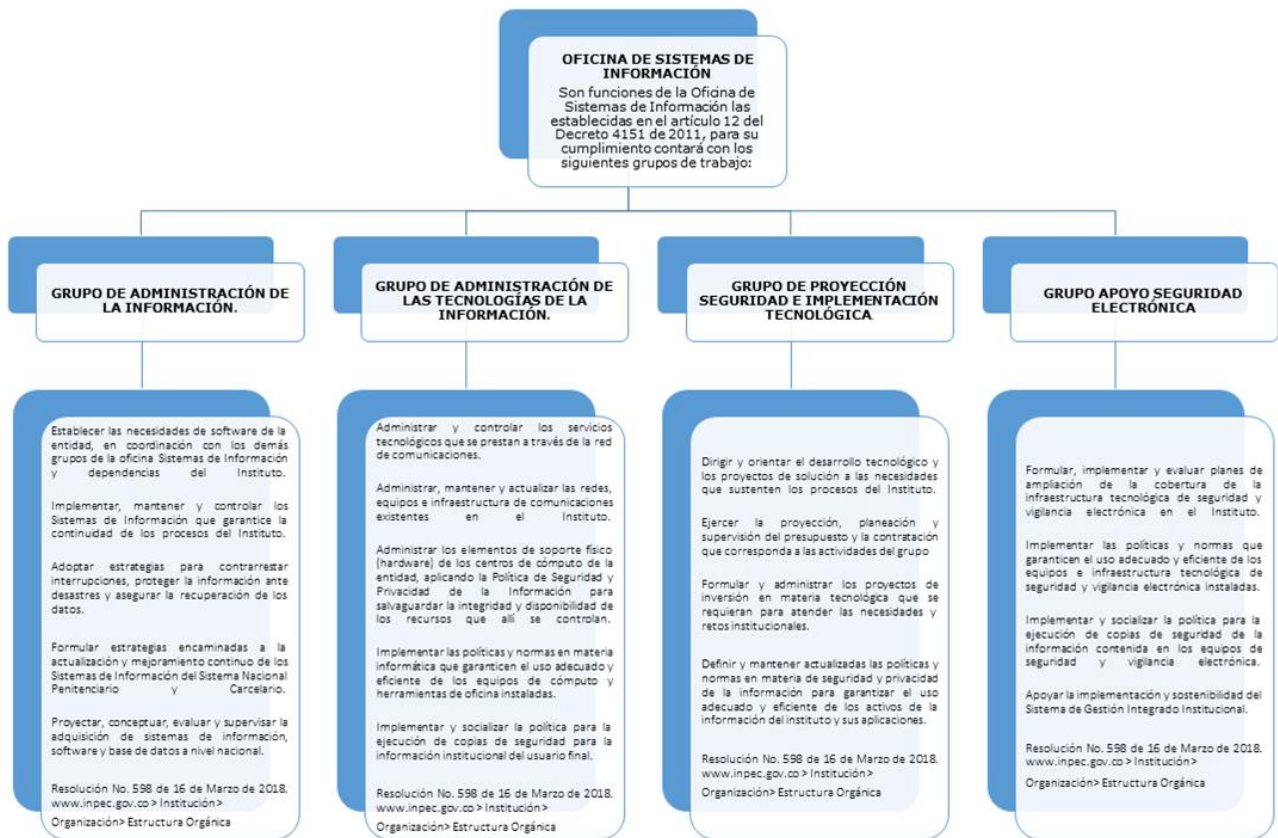 OFICINA DE SISTEMAS DE
INFORMACIÓN
Son funciones de la Oficina de
Sistemas de Información las
establecidas en el artículo 12 del
Decreto 4151 de 2011, para su
cumplimiento contará con los
siguientes grupos de trabajo:
GRUPO DE ADMINISTRACIÓN DE
LA INFORMACIÓN.
GRUPO DE ADMINISTRACIÓN DE
LAS TECNOLOGÍAS DE LA
INFORMACIÓN.
GRUPO DE PROYECCIÓN
SEGURIDAD E IMPLEMENTACIÓN
TECNOLÓGICA
GRUPO APOYO SEGURIDAD
ELECTRÓNICA
Establecer las necesidades de software de la
entidad, en coordinación con los demás
grupos de la oficina Sistemas de Información
y dependencias del Instituto.
Implementar, mantener y controlar los
Sistemas de Información que garantice la
continuidad de los procesos del Instituto.
Adoptar estrategias para contrarrestar
interrupciones, proteger la información ante
desastres y asegurar la recuperación de los
datos.
Formular estrategias encaminadas a la
actualización y mejoramiento continuo de los
Sistemas de Información del Sistema Nacional
Penitenciario y Carcelario.
Proyectar, conceptuar, evaluar y supervisar la
adquisición de sistemas de información,
software y base de datos a nivel nacional.
Resolución No. 598 de 16 de Marzo de 2018.
www.inpec.gov.co > Institución>
Organización> Estructura Orgánica
Administrar y controlar los servicios
tecnológicos que se prestan a través de la red
de comunicaciones.
Administrar, mantener y actualizar las redes,
equipos e infraestructura de comunicaciones
existentes en el Instituto.
Administrar los elementos de soporte físico
(hardware) de los centros de cómputo de la
entidad, aplicando la Política de Seguridad y
Privacidad de la Información para
salvaguardar la integridad y disponibilidad de
los recursos que allí se controlan.
Implementar las políticas y normas en materia
informática que garanticen el uso adecuado y
eficiente de los equipos de cómputo y
herramientas de oficina instaladas.
Implementar y socializar la política para la
ejecución de copias de seguridad para la
información institucional del usuario final.
Resolución No. 598 de 16 de Marzo de 2018.
www.inpec.gov.co > Institución>
Organización> Estructura Orgánica
Dirigir y orientar el desarrollo tecnológico y
los proyectos de solución a las necesidades
que sustenten los procesos del Instituto.
Ejercer la proyección, planeación y
supervisión del presupuesto y la contratación
que corresponda a las actividades del grupo
Formular y administrar los proyectos de
inversión en materia tecnológica que se
requieran para atender las necesidades y
retos institucionales.
Definir y mantener actualizadas las políticas y
normas en materia de seguridad y privacidad
de la información para garantizar el uso
adecuado y eficiente de los activos de la
información del instituto y sus aplicaciones.
Resolución No. 598 de 16 de Marzo de 2018.
www.inpec.gov.co > Institución>
Organización> Estructura Orgánica
Formular, implementar y evaluar planes de
ampliación de la cobertura de la
infraestructura tecnológica de seguridad y
vigilancia electrónica en el Instituto.
Implementar las políticas y normas que
garanticen el uso adecuado y eficiente de los
equipos e infraestructura tecnológica de
seguridad y vigilancia electrónica instaladas.
Implementar y socializar la política para la
ejecución de copias de seguridad de la
información contenida en los equipos de
seguridad y vigilancia electrónica.
Apoyar la implementación y sostenibilidad del
Sistema de Gestión Integrado Institucional.
Resolución No. 598 de 16 de Marzo de 2018.
www.inpec.gov.co > Institución>
Organización> Estructura Orgánica